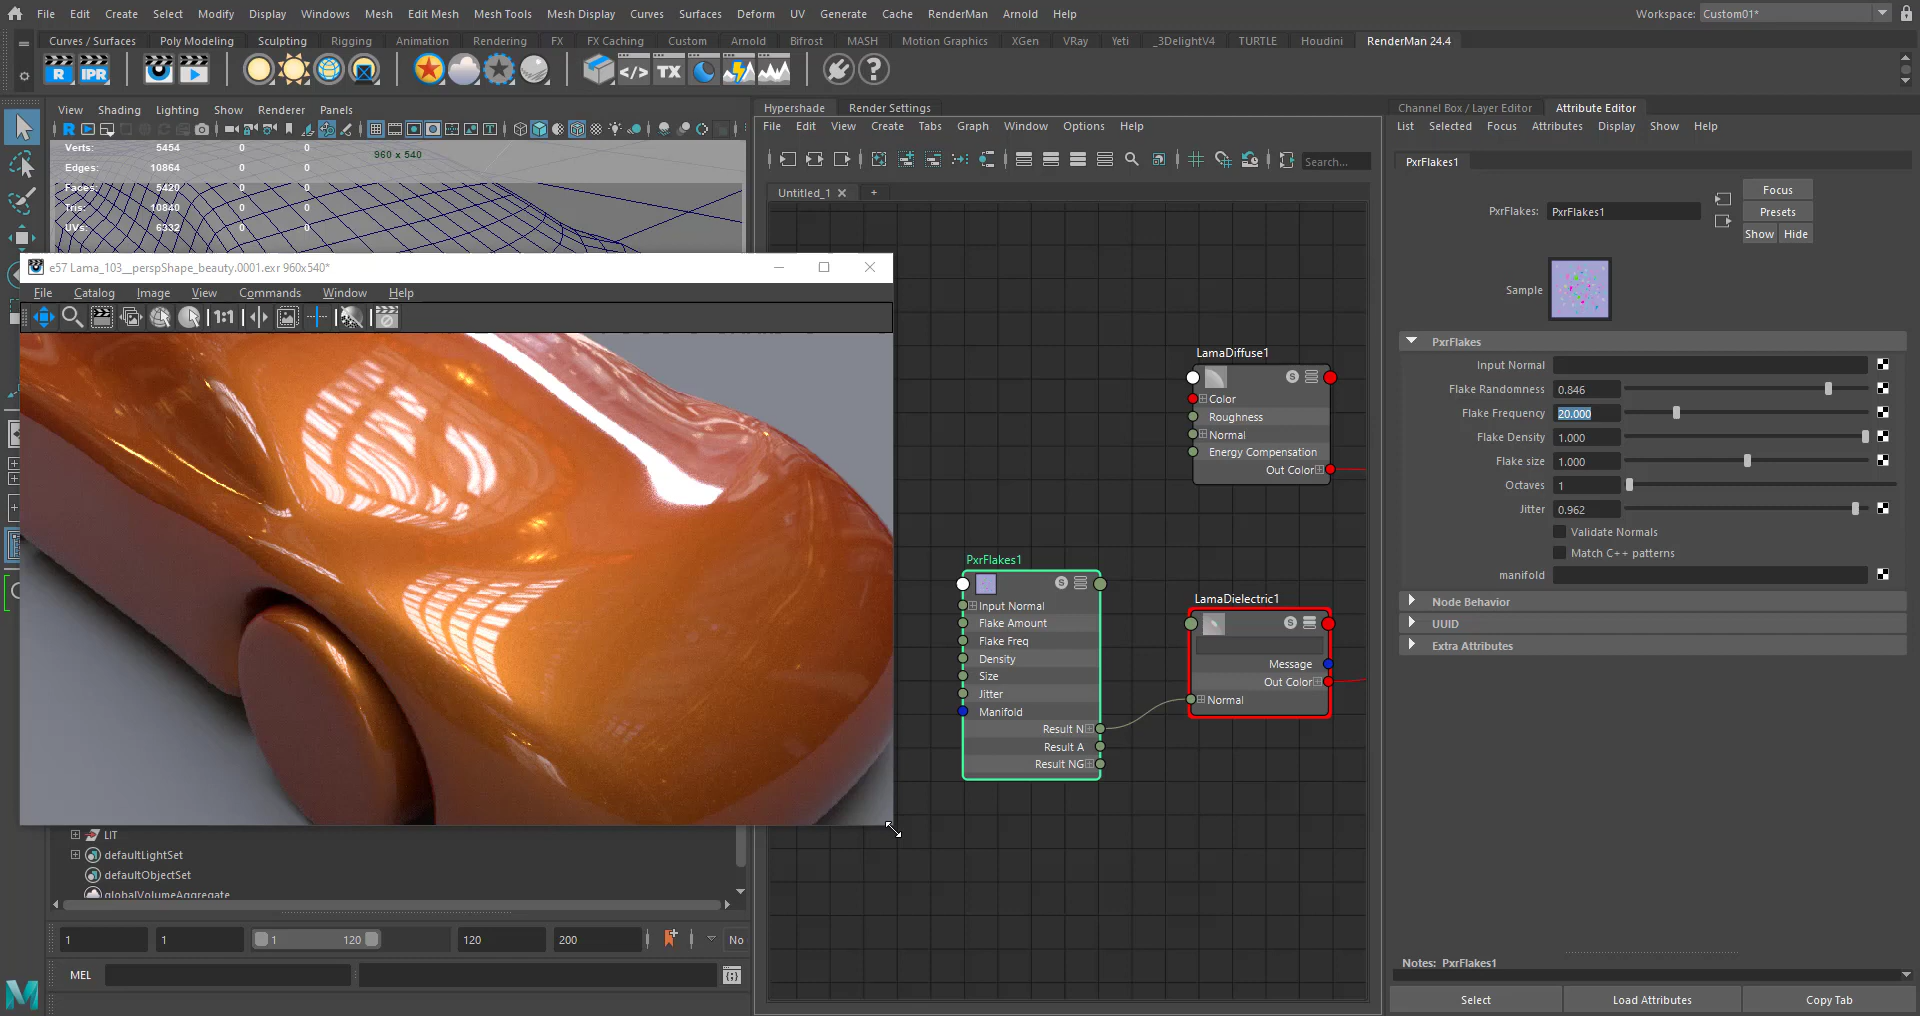 File Edit Create Select Modify Display Windows Mesh Edit Mesh Mesh Tools Mesh Display Curves Surfaces Deform UV Generate Cache RenderMan Arnold Help
Workspace: Custom01*
Curves / Surfaces Poly Modeling Sculpting Rigging Animation Rendering FX FX Caching Custom Arnold Bifrost MASH Motion Graphics XGen VRay Yeti _3DelightV4 TURTLE Houdini RenderMan 24.4
R IPR </> TX ?
View Shading Lighting Show Renderer Panels
Verts: 5454 0 0
Edges: 10864 0 0
Faces: 5420 0 0
Tris: 10840 0 0
UVs: 6332 0 0
960 x 540
e57 Lama_103__perspShape_beauty.0001.exr 960x540*
File Catalog Image View Commands Window Help
1:1
LIT
defaultLightSet
defaultObjectSet
globalVolumeAggregate
1 1 1 120 120 200 No
MEL
Hypershade Render Settings
File Edit View Create Tabs Graph Window Options Help
Search...
Untitled_1 +
LamaDiffuse1
S
Color
Roughness
Normal
Energy Compensation
Out Color
PxrFlakes1
S
Input Normal
Flake Amount
Flake Freq
Density
Size
Jitter
Manifold
Result N
Result A
Result NG
LamaDielectric1
S
Message
Out Color
Normal
Channel Box / Layer Editor Attribute Editor
List Selected Focus Attributes Display Show Help
PxrFlakes1
PxrFlakes: PxrFlakes1
Focus
Presets
Show Hide
Sample
PxrFlakes
Input Normal
Flake Randomness 0.846
Flake Frequency 20.000
Flake Density 1.000
Flake size 1.000
Octaves 1
Jitter 0.962
Validate Normals
Match C++ patterns
manifold
Node Behavior
UUID
Extra Attributes
Notes: PxrFlakes1
Select Load Attributes Copy Tab